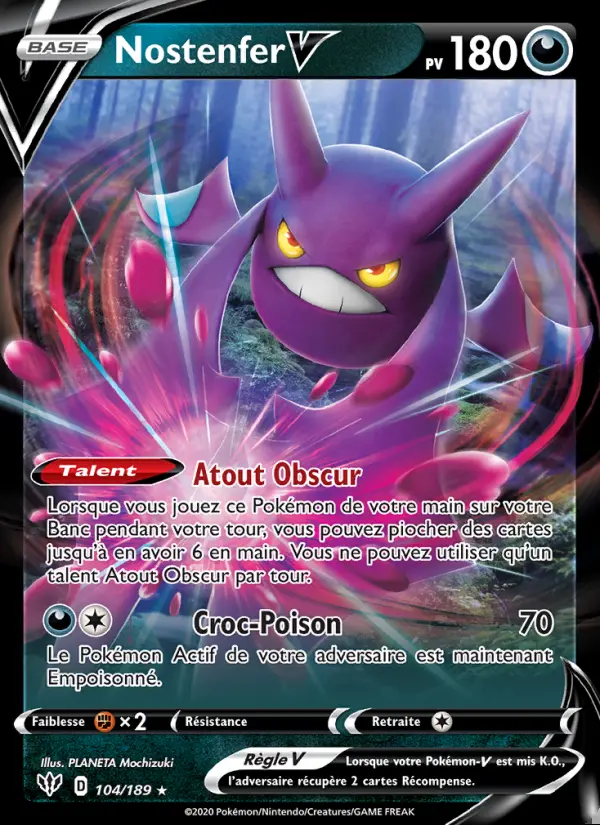 BASE
Nostenfer V
PV 180
Talent Atout Obscur
Lorsque vous jouez ce Pokémon de votre main sur votre
Banc pendant votre tour, vous pouvez piocher des cartes
jusqu'à en avoir 6 en main. Vous ne pouvez utiliser qu'un
talent Atout Obscur par tour.
Croc-Poison 70
Le Pokémon Actif de votre adversaire est maintenant
Empoisonné.
Faiblesse ×2 Résistance Retraite
Illus. PLANETA Mochizuki
Règle V Lorsque votre Pokémon-V est mis K.O.,
l'adversaire récupère 2 cartes Récompense.
D 104/189 ★
©2020 Pokémon/Nintendo/Creatures/GAME FREAK